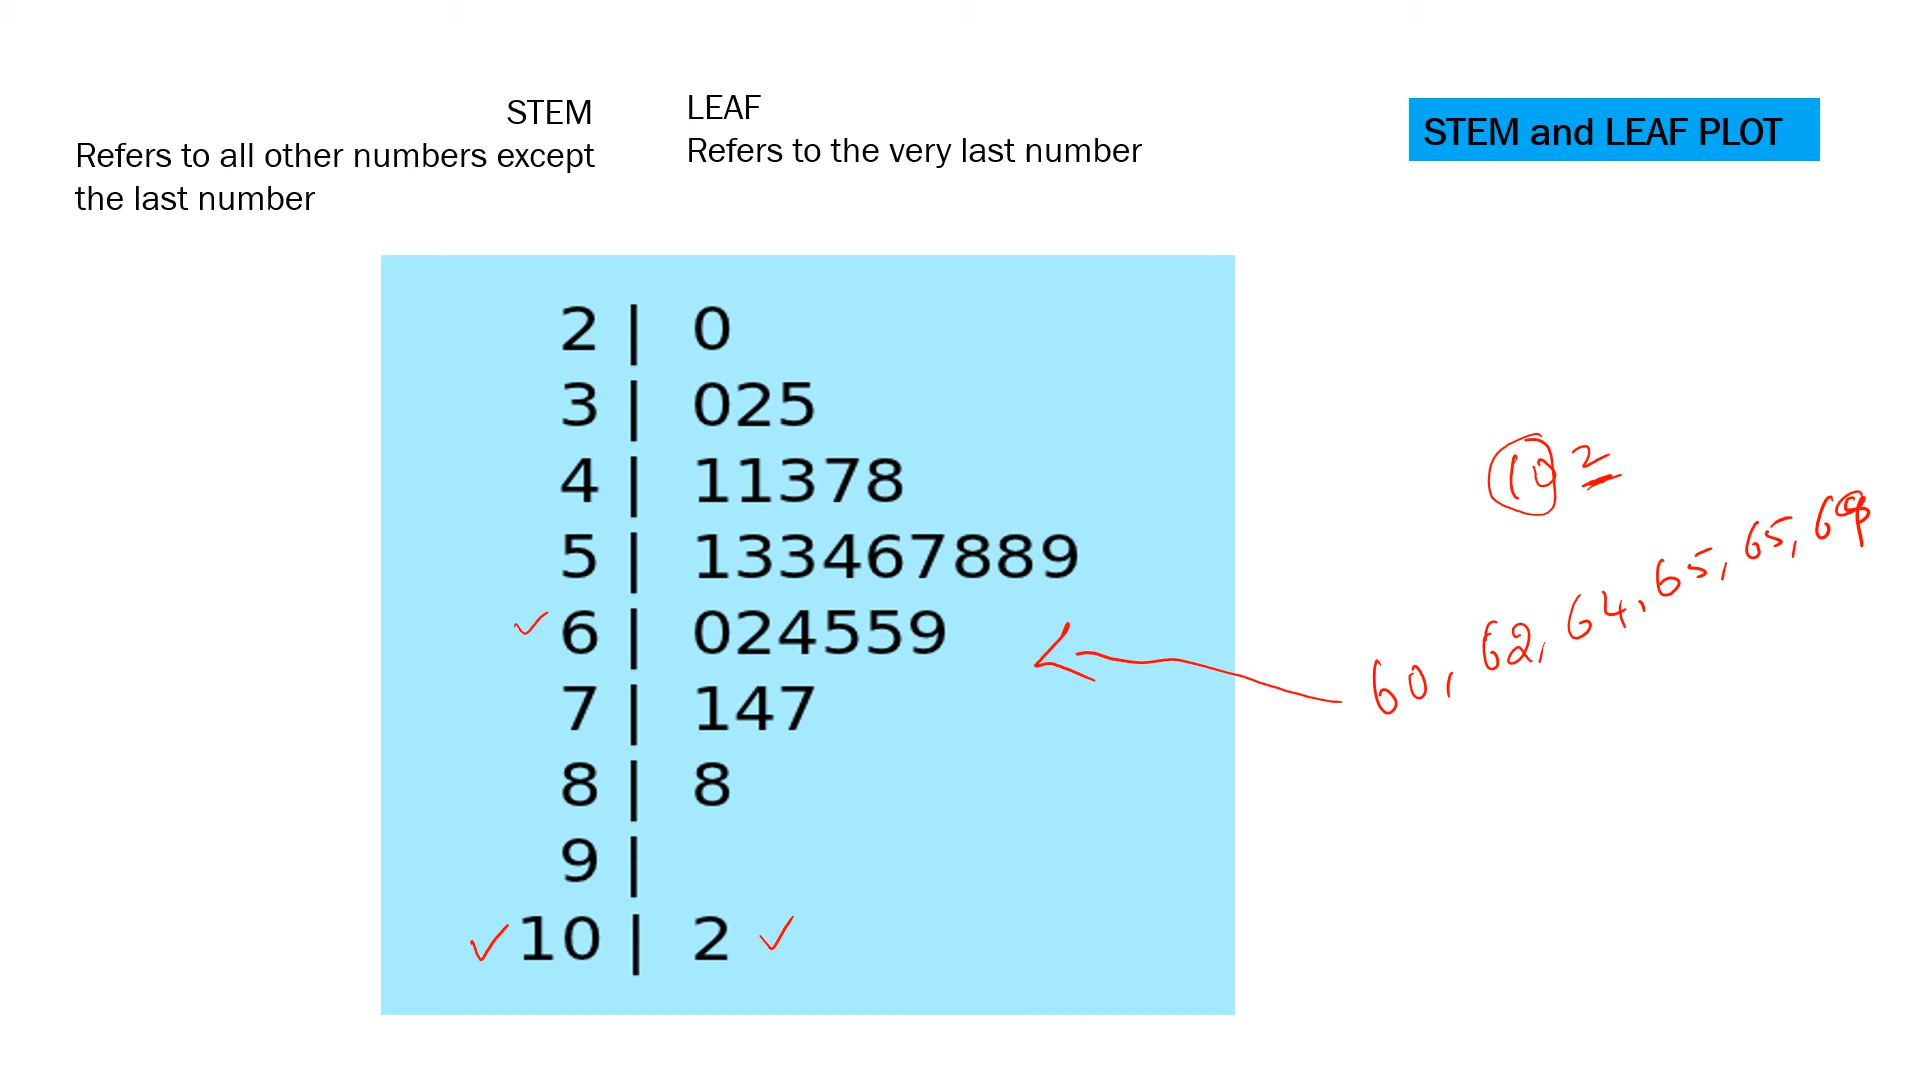 STEM
Refers to all other numbers except
the last number
LEAF
Refers to the very last number
STEM and LEAF PLOT
2 | 0
3 | 025
4 | 11378
5 | 133467889
6 | 024559
7 | 147
8 | 8
9 |
10 | 2
102
60, 62, 64, 65, 65, 69